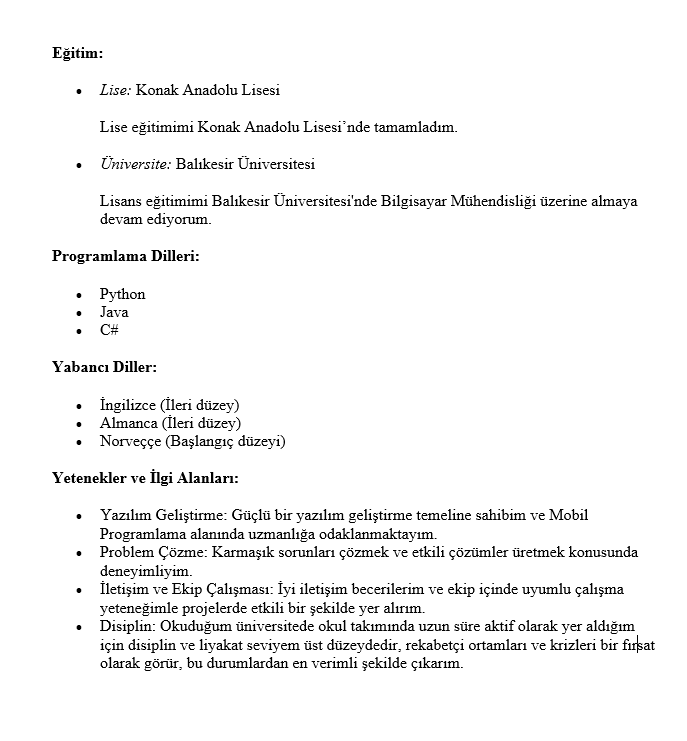 Eğitim:
• Lise: Konak Anadolu Lisesi
Lise eğitimimi Konak Anadolu Lisesi’nde tamamladım.
• Üniversite: Balıkesir Üniversitesi
Lisans eğitimimi Balıkesir Üniversitesi'nde Bilgisayar Mühendisliği üzerine almaya
devam ediyorum.
Programlama Dilleri:
• Python
• Java
• C#
Yabancı Diller:
• İngilizce (İleri düzey)
• Almanca (İleri düzey)
• Norveççe (Başlangıç düzeyi)
Yetenekler ve İlgi Alanları:
• Yazılım Geliştirme: Güçlü bir yazılım geliştirme temeline sahibim ve Mobil
Programlama alanında uzmanlığa odaklanmaktayım.
• Problem Çözme: Karmaşık sorunları çözmek ve etkili çözümler üretmek konusunda
deneyimliyim.
• İletişim ve Ekip Çalışması: İyi iletişim becerilerim ve ekip içinde uyumlu çalışma
yeteneğimle projelerde etkili bir şekilde yer alırım.
• Disiplin: Okuduğum üniversitede okul takımında uzun süre aktif olarak yer aldığım
için disiplin ve liyakat seviyem üst düzeydedir, rekabetçi ortamları ve krizleri bir fırsat
olarak görür, bu durumlardan en verimli şekilde çıkarım.